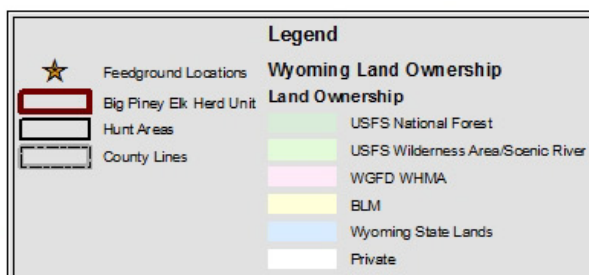 Legend
Feedground Locations
Big Piney Elk Herd Unit
Hunt Areas
County Lines
Wyoming Land Ownership
Land Ownership
USFS National Forest
USFS Wilderness Area/Scenic River
WGFD WHMA
BLM
Wyoming State Lands
Private